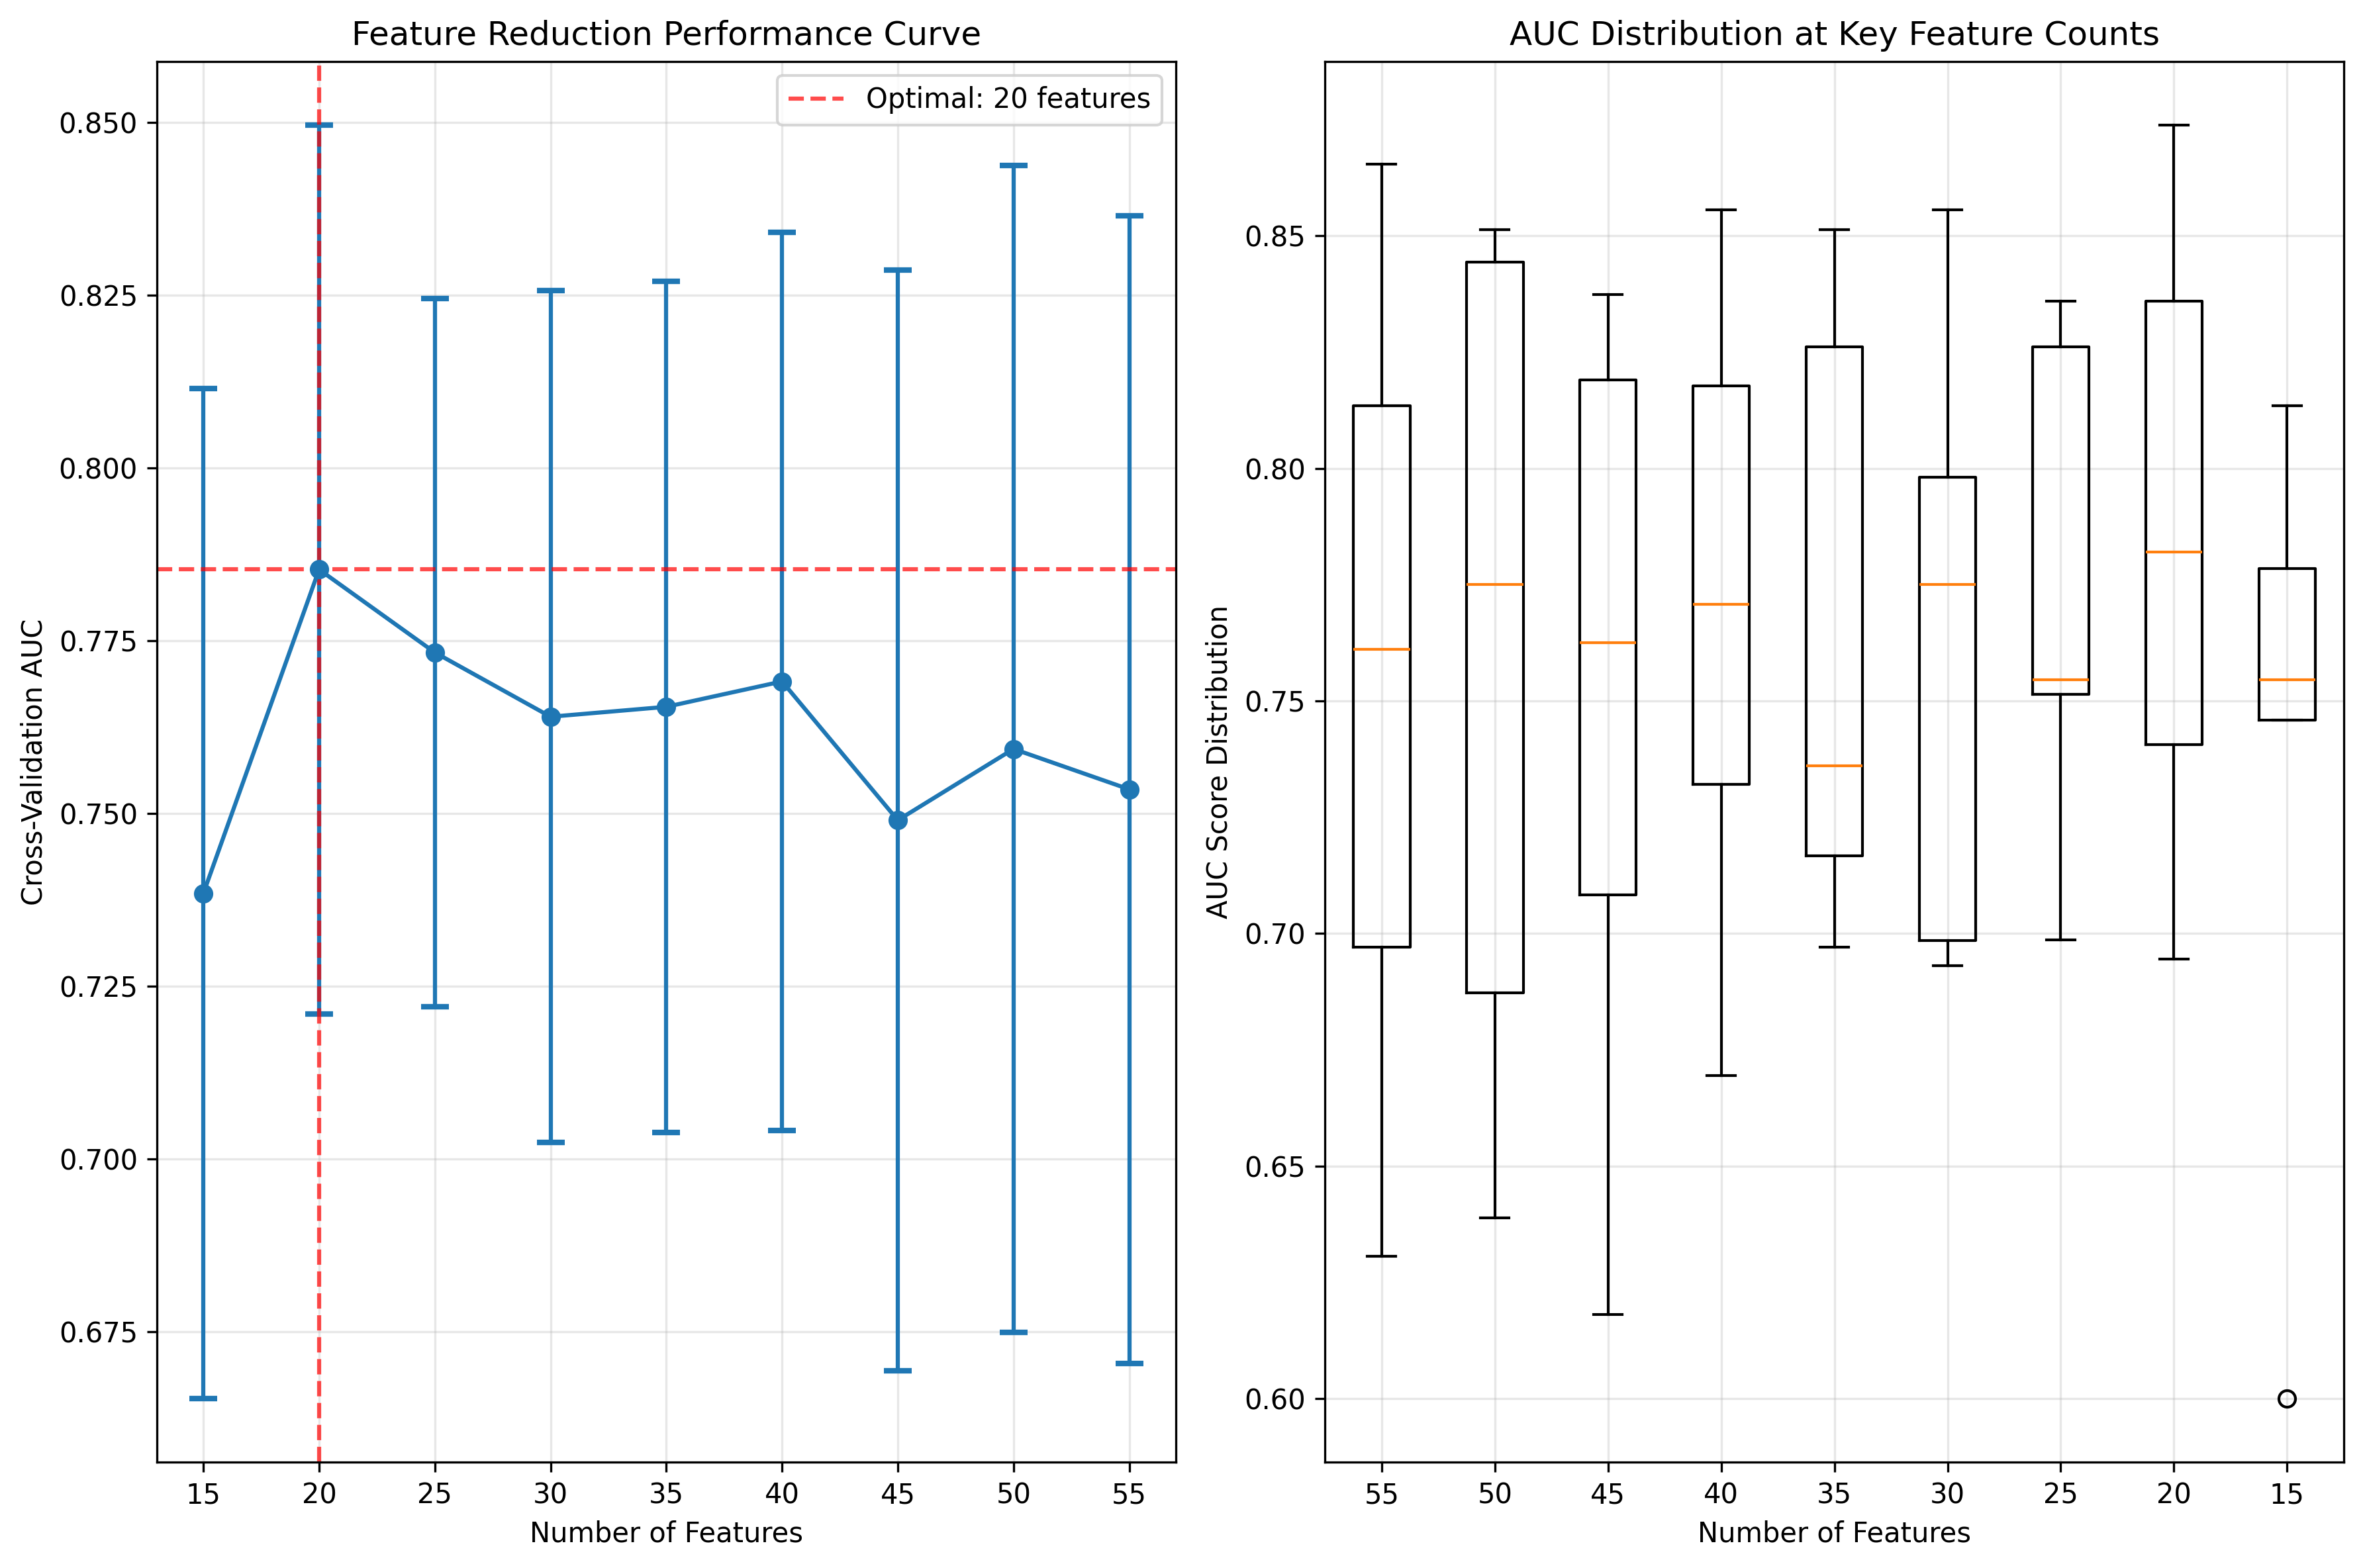 Feature Reduction Performance Curve
Optimal: 20 features
Cross-Validation AUC
0.850
0.825
0.800
0.775
0.750
0.725
0.700
0.675
15 20 25 30 35 40 45 50 55
Number of Features
AUC Distribution at Key Feature Counts
AUC Score Distribution
0.85
0.80
0.75
0.70
0.65
0.60
55 50 45 40 35 30 25 20 15
Number of Features